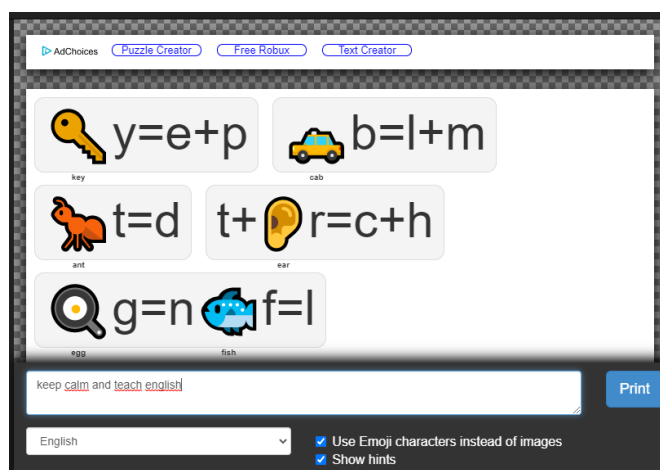 AdChoices Puzzle Creator Free Robux Text Creator
y=e+p b=l+m
key cab
t=d t+ r=c+h
ant ear
g=n f=l
egg fish
keep calm and teach english
Print
English
Use Emoji characters instead of images
Show hints